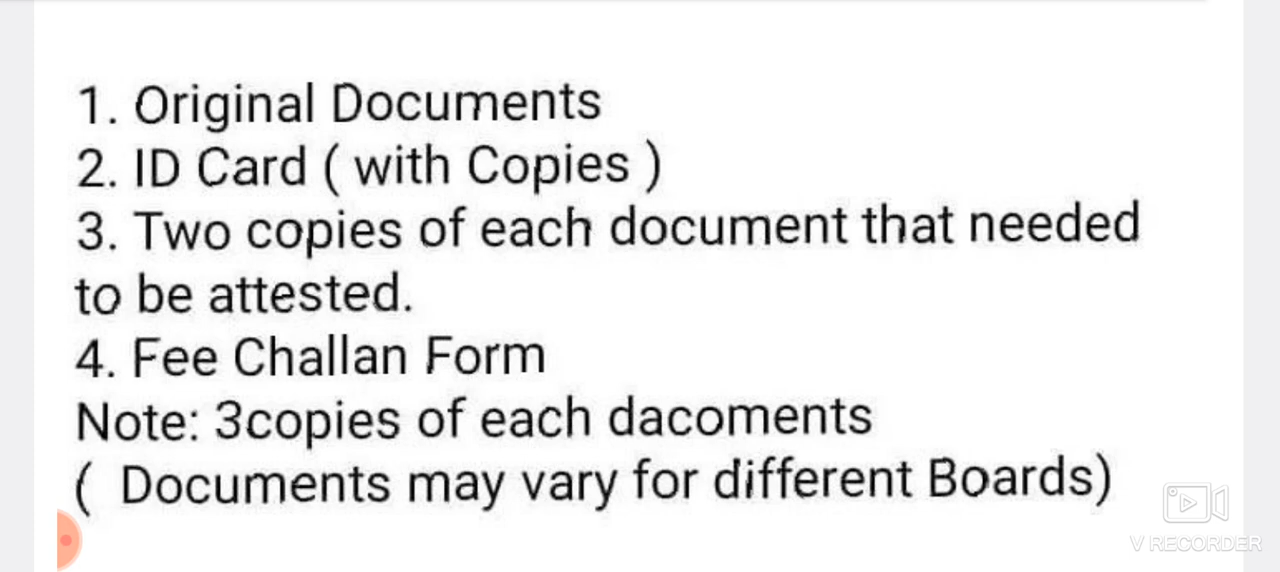 1. Original Documents
2. ID Card ( with Copies )
3. Two copies of each document that needed
to be attested.
4. Fee Challan Form
Note: 3copies of each dacoments
( Documents may vary for different Boards)
V RECORDER